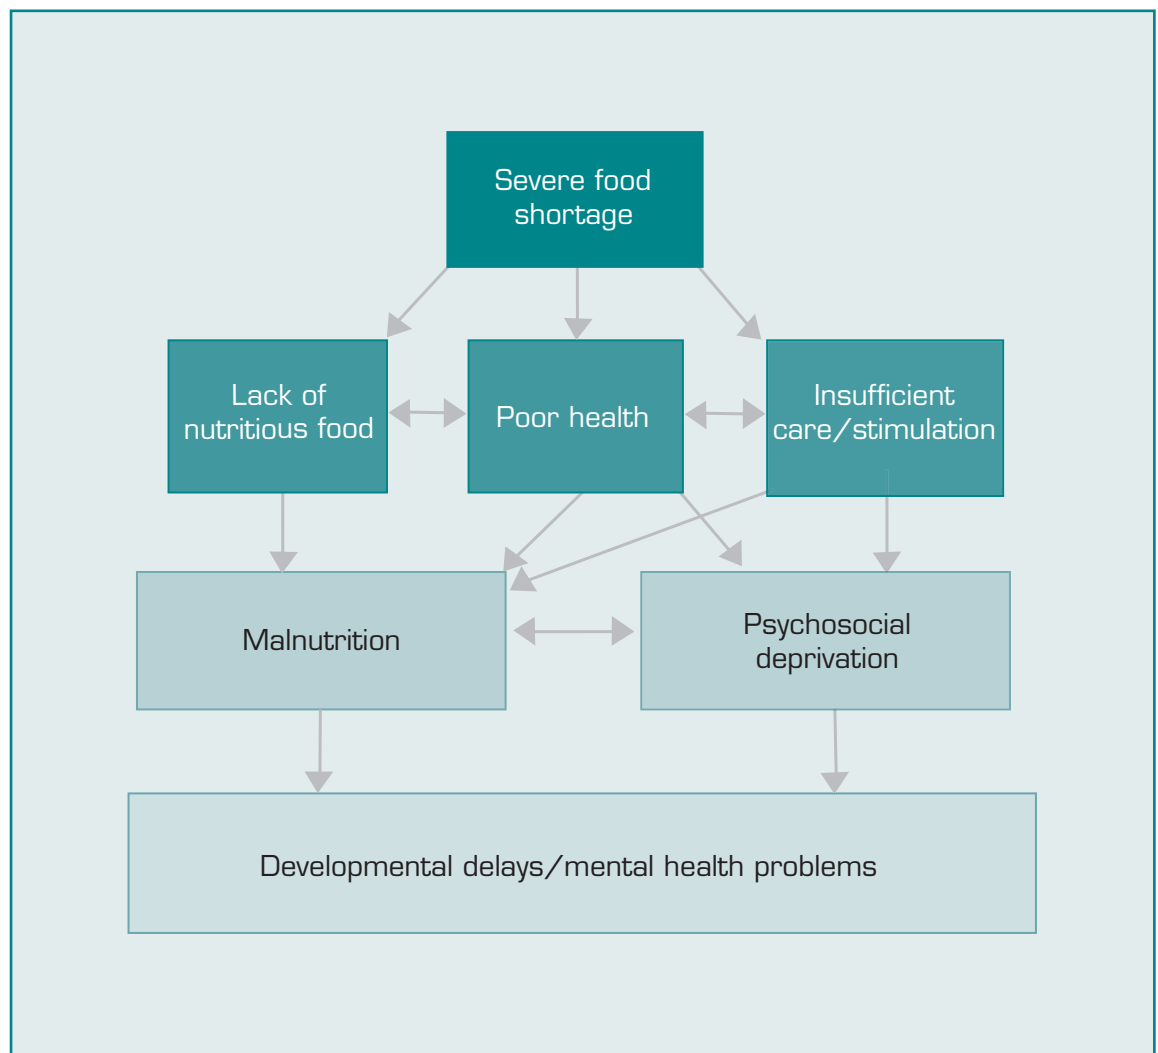 Severe food
shortage
Lack of
nutritious food
Poor health
Insufficient
care/stimulation
Malnutrition
Psychosocial
deprivation
Developmental delays/mental health problems